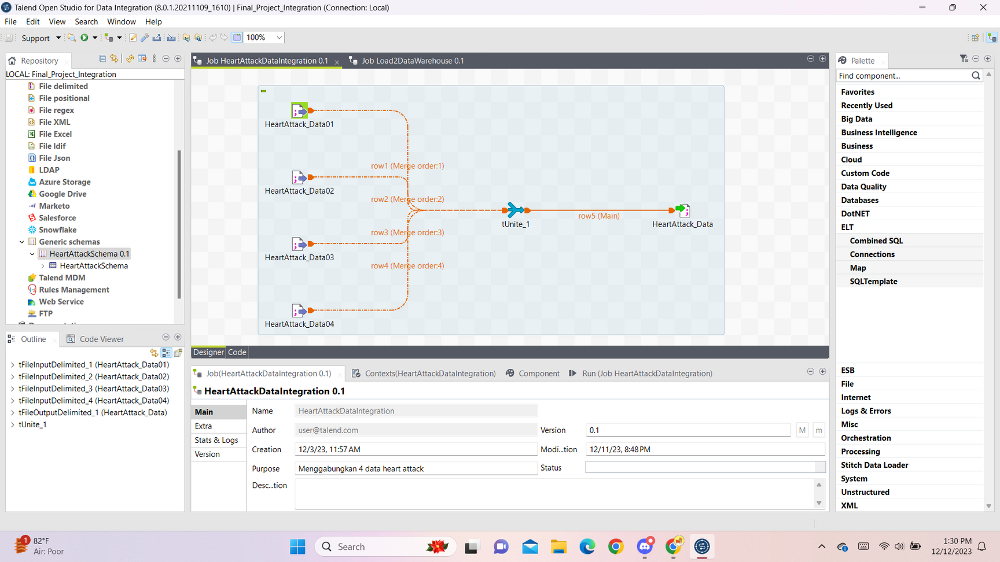 Talend Open Studio for Data Integration (8.0.1.20211109_1610) | Final_Project_Integration (Connection: Local)
File Edit View Search Window Help
Support 100%
Repository
LOCAL: Final_Project_Integration
File delimited
File positional
File regex
File XML
File Excel
File ldif
File Json
LDAP
Azure Storage
Google Drive
Marketo
Salesforce
Snowflake
Generic schemas
HeartAttackSchema 0.1
HeartAttackSchema
Talend MDM
Rules Management
Web Service
FTP
Outline Code Viewer
tFileInputDelimited_1 (HeartAttack_Data01)
tFileInputDelimited_2 (HeartAttack_Data02)
tFileInputDelimited_3 (HeartAttack_Data03)
tFileInputDelimited_4 (HeartAttack_Data04)
tFileOutputDelimited_1 (HeartAttack_Data)
tUnite_1
Job HeartAttackDataIntegration 0.1 Job Load2DataWarehouse 0.1
HeartAttack_Data01
row1 (Merge order:1)
HeartAttack_Data02
row2 (Merge order:2)
row5 (Main)
tUnite_1 HeartAttack_Data
row3 (Merge order:3)
HeartAttack_Data03
row4 (Merge order:4)
HeartAttack_Data04
Designer Code
Job(HeartAttackDataIntegration 0.1) Contexts(HeartAttackDataIntegration) Component Run (Job HeartAttackDataIntegration)
HeartAttackDataIntegration 0.1
Main
Extra
Stats & Logs
Version
Name HeartAttackDataIntegration
Author user@talend.com Version 0.1 M m
Creation 12/3/23, 11:57 AM Modi...tion 12/11/23, 8:48 PM
Purpose Menggabungkan 4 data heart attack Status
Desc...tion
Palette
Find component...
Favorites
Recently Used
Big Data
Business Intelligence
Business
Cloud
Custom Code
Data Quality
Databases
DotNET
ELT
Combined SQL
Connections
Map
SQLTemplate
ESB
File
Internet
Logs & Errors
Misc
Orchestration
Processing
Stitch Data Loader
System
Unstructured
XML
1
82°F
Air: Poor
Search
1:30 PM
12/12/2023